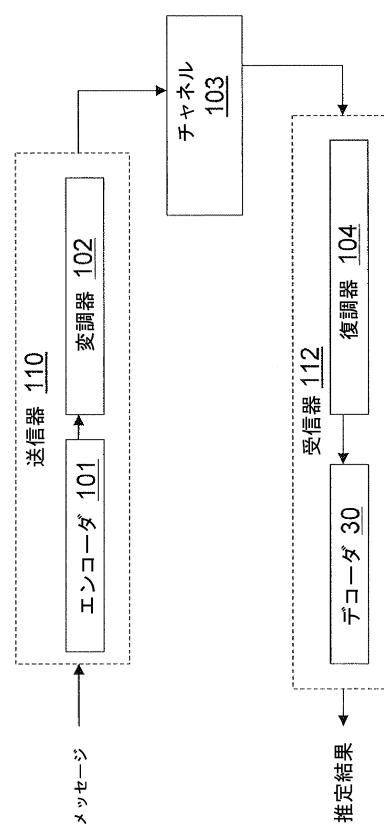 メッセージ
送信器 110
エンコーダ 101
変調器 102
チャネル
103
受信器 112
復調器 104
デコーダ 30
推定結果